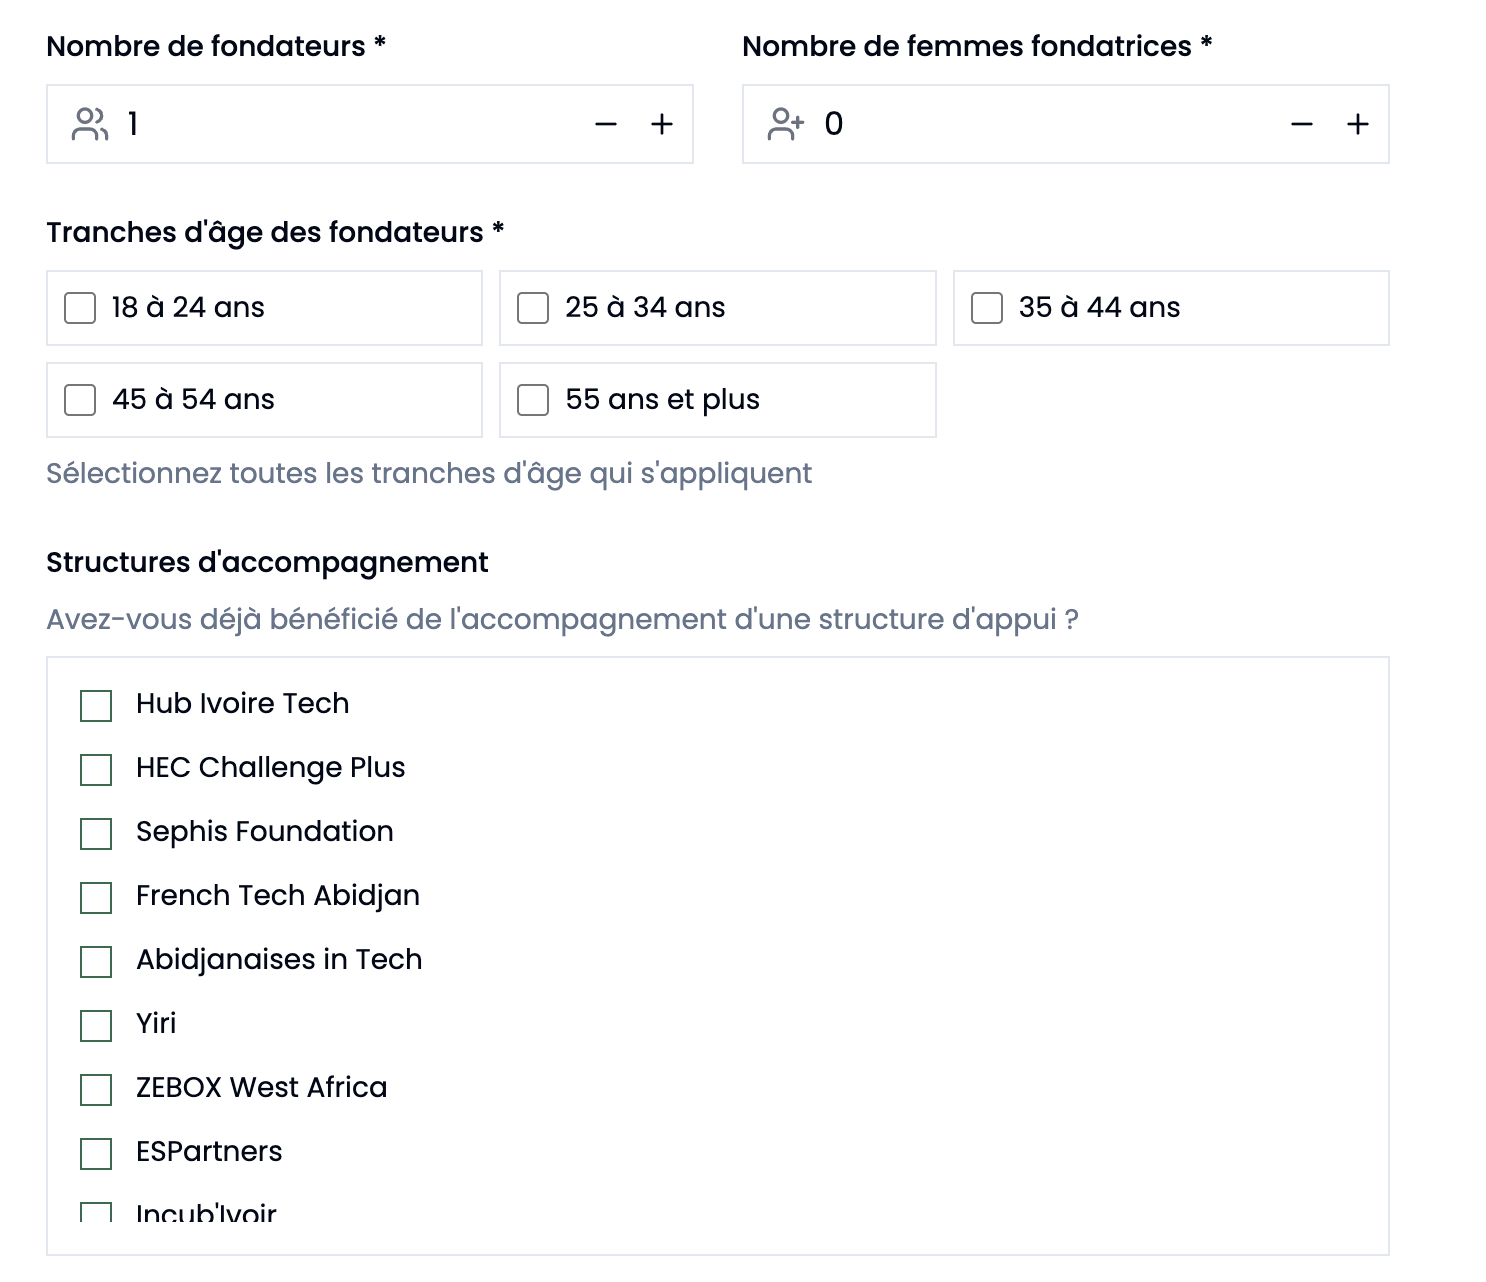 Nombre de fondateurs *
Nombre de femmes fondatrices *
1
0
Tranches d'âge des fondateurs *
18 à 24 ans
25 à 34 ans
35 à 44 ans
45 à 54 ans
55 ans et plus
Sélectionnez toutes les tranches d'âge qui s'appliquent
Structures d'accompagnement
Avez-vous déjà bénéficié de l'accompagnement d'une structure d'appui ?
Hub Ivoire Tech
HEC Challenge Plus
Sephis Foundation
French Tech Abidjan
Abidjanaises in Tech
Yiri
ZEBOX West Africa
ESPartners
Incub'Ivoir